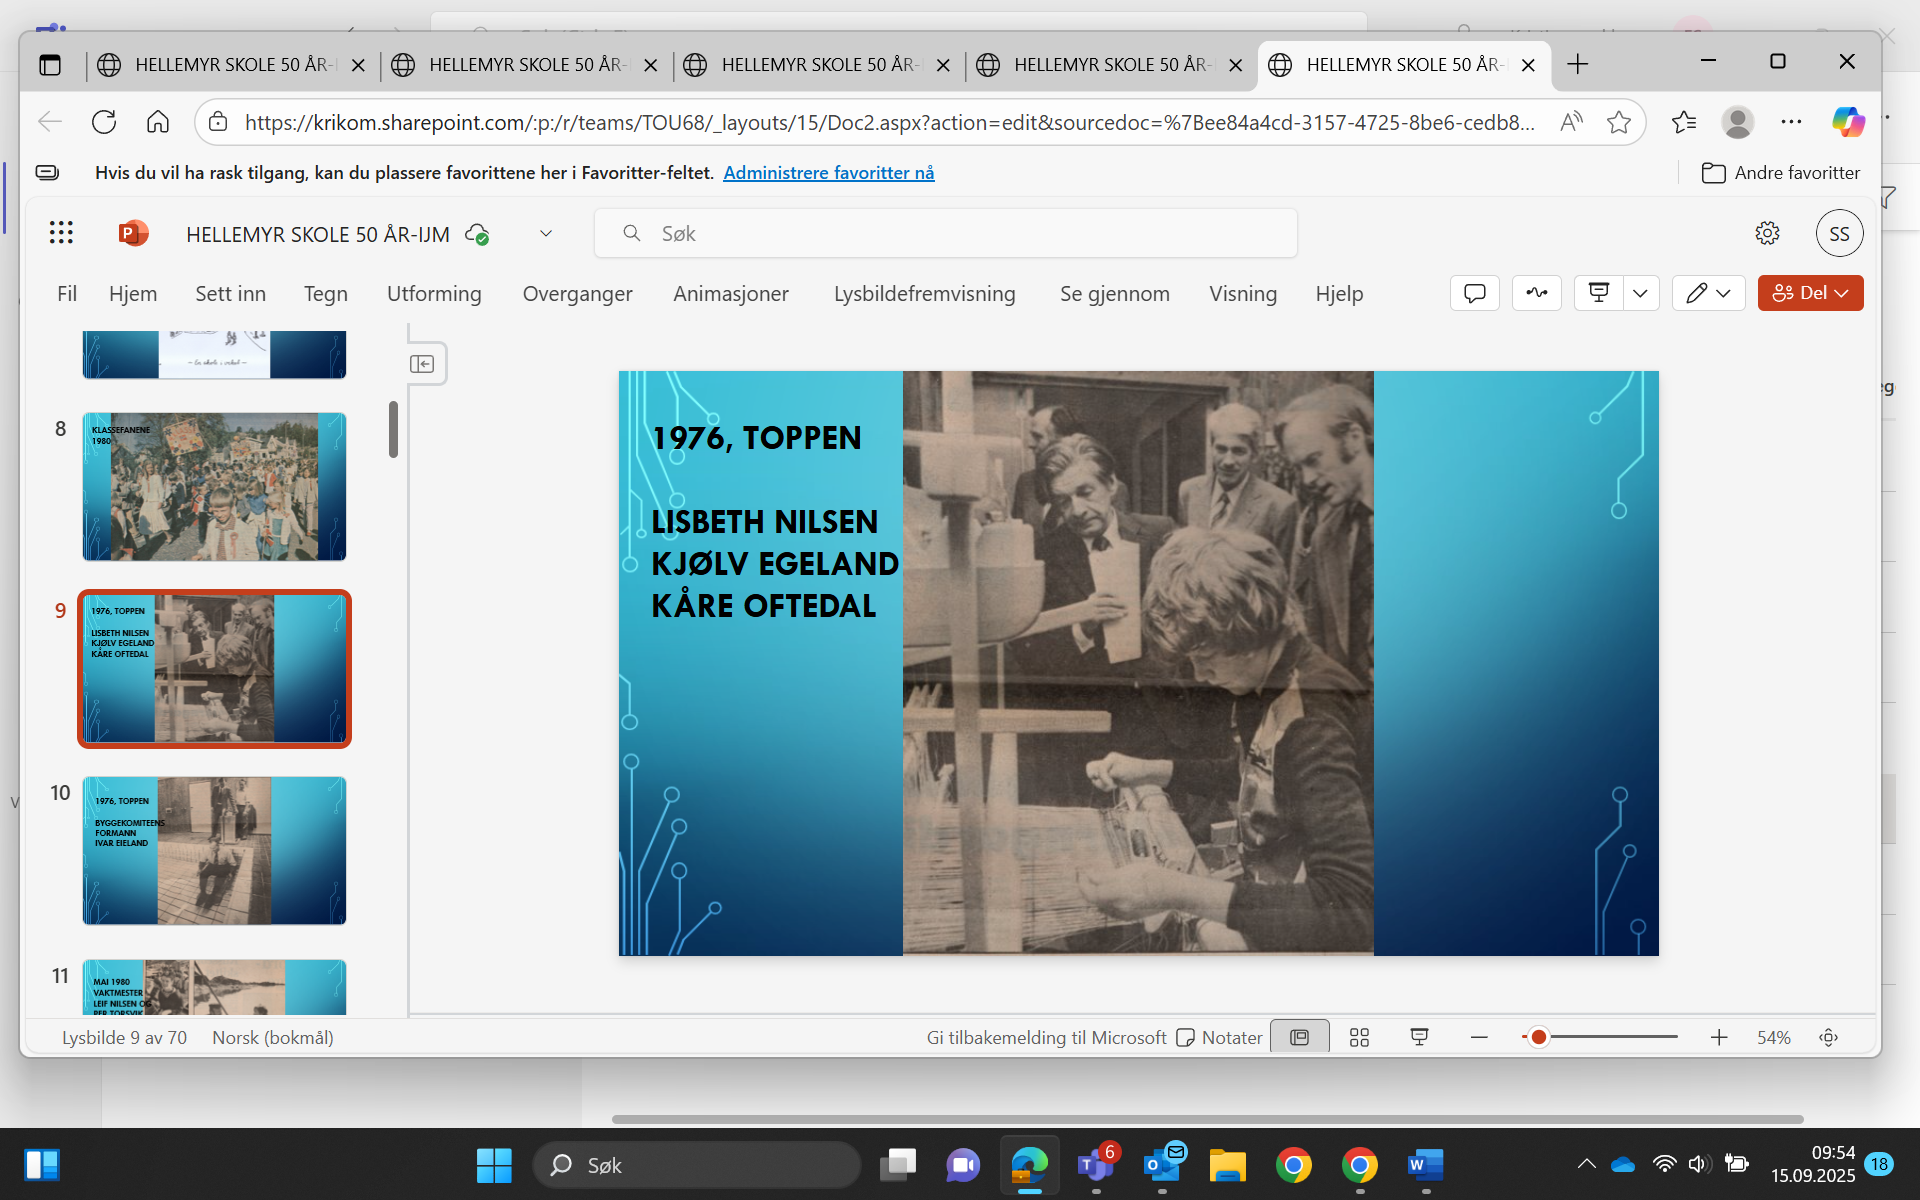 HELLEMYR SKOLE 50 ÅR-
HELLEMYR SKOLE 50 ÅR-
HELLEMYR SKOLE 50 ÅR-
HELLEMYR SKOLE 50 ÅR-
HELLEMYR SKOLE 50 ÅR-
https://krikom.sharepoint.com/:p:/r/teams/TOU68/_layouts/15/Doc2.aspx?action=edit&sourcedoc=%7Bee84a4cd-3157-4725-8be6-cedb8...
Hvis du vil ha rask tilgang, kan du plassere favorittene her i Favoritter-feltet. Administrere favoritter nå
Andre favoritter
HELLEMYR SKOLE 50 ÅR-IJM
Søk
SS
Fil Hjem Sett inn Tegn Utforming Overganger Animasjoner Lysbildefremvisning Se gjennom Visning Hjelp
Del
8
KLASSEFANENE
1980
9
1976, TOPPEN
LISBETH NILSEN
KJØLV EGELAND
KÅRE OFTEDAL
10
1976, TOPPEN
BYGGEKOMITEENS
FORMANN
IVAR EIELAND
11
MAI 1980
VAKTMESTER
LEIF NILSEN OG
PER TORSVIK
1976, TOPPEN
LISBETH NILSEN
KJØLV EGELAND
KÅRE OFTEDAL
Lysbilde 9 av 70
Norsk (bokmål)
Gi tilbakemelding til Microsoft
Notater
54%
Søk
6
09:54
15.09.2025
18